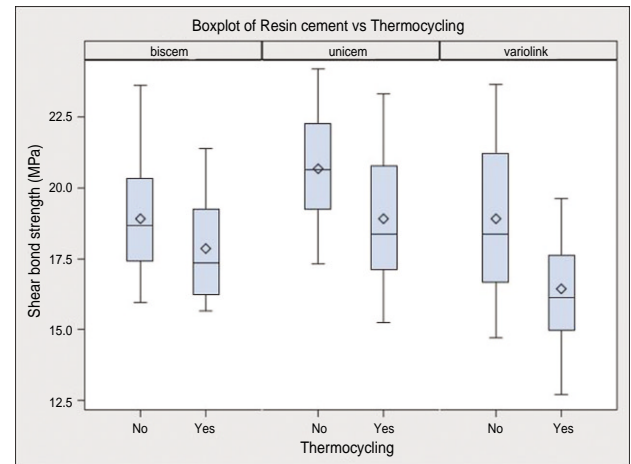 Boxplot of Resin cement vs Thermocycling
biscem unicem variolink
Shear bond strength (MPa)
22.5
20.0
17.5
15.0
12.5
No Yes No Yes No Yes
Thermocycling